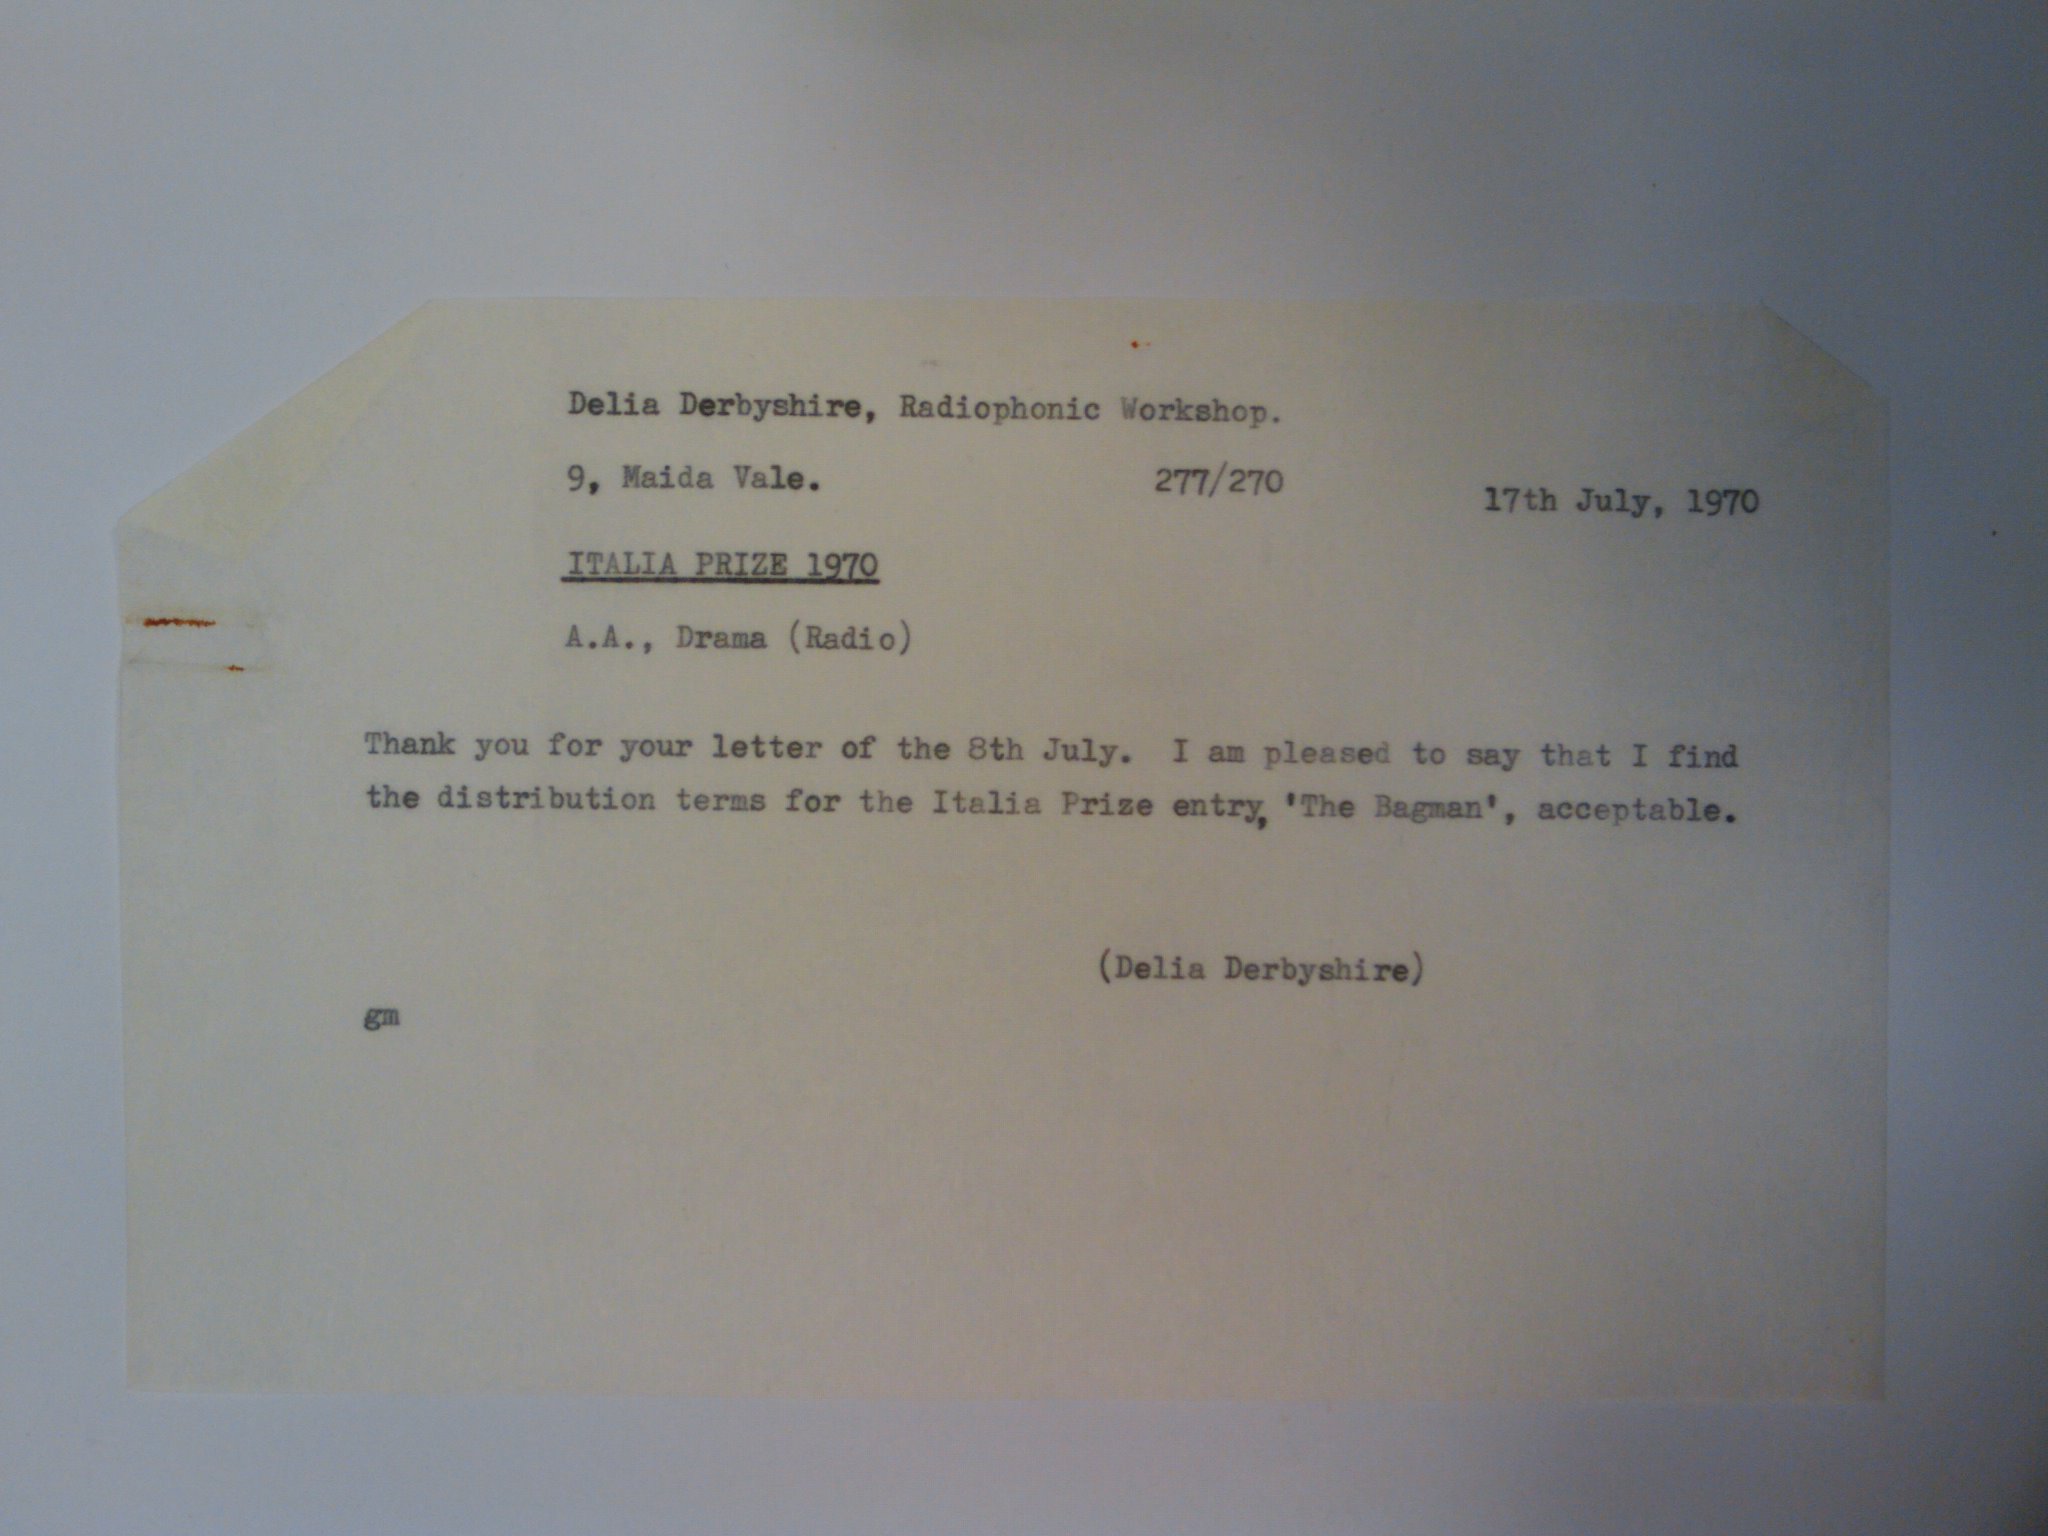 Delia Derbyshire, Radiophonic Workshop.
9, Maida Vale. 277/270 17th July, 1970
ITALIA PRIZE 1970
A.A., Drama (Radio)
Thank you for your letter of the 8th July. I am pleased to say that I find
the distribution terms for the Italia Prize entry, 'The Bagman', acceptable.
(Delia Derbyshire)
gm